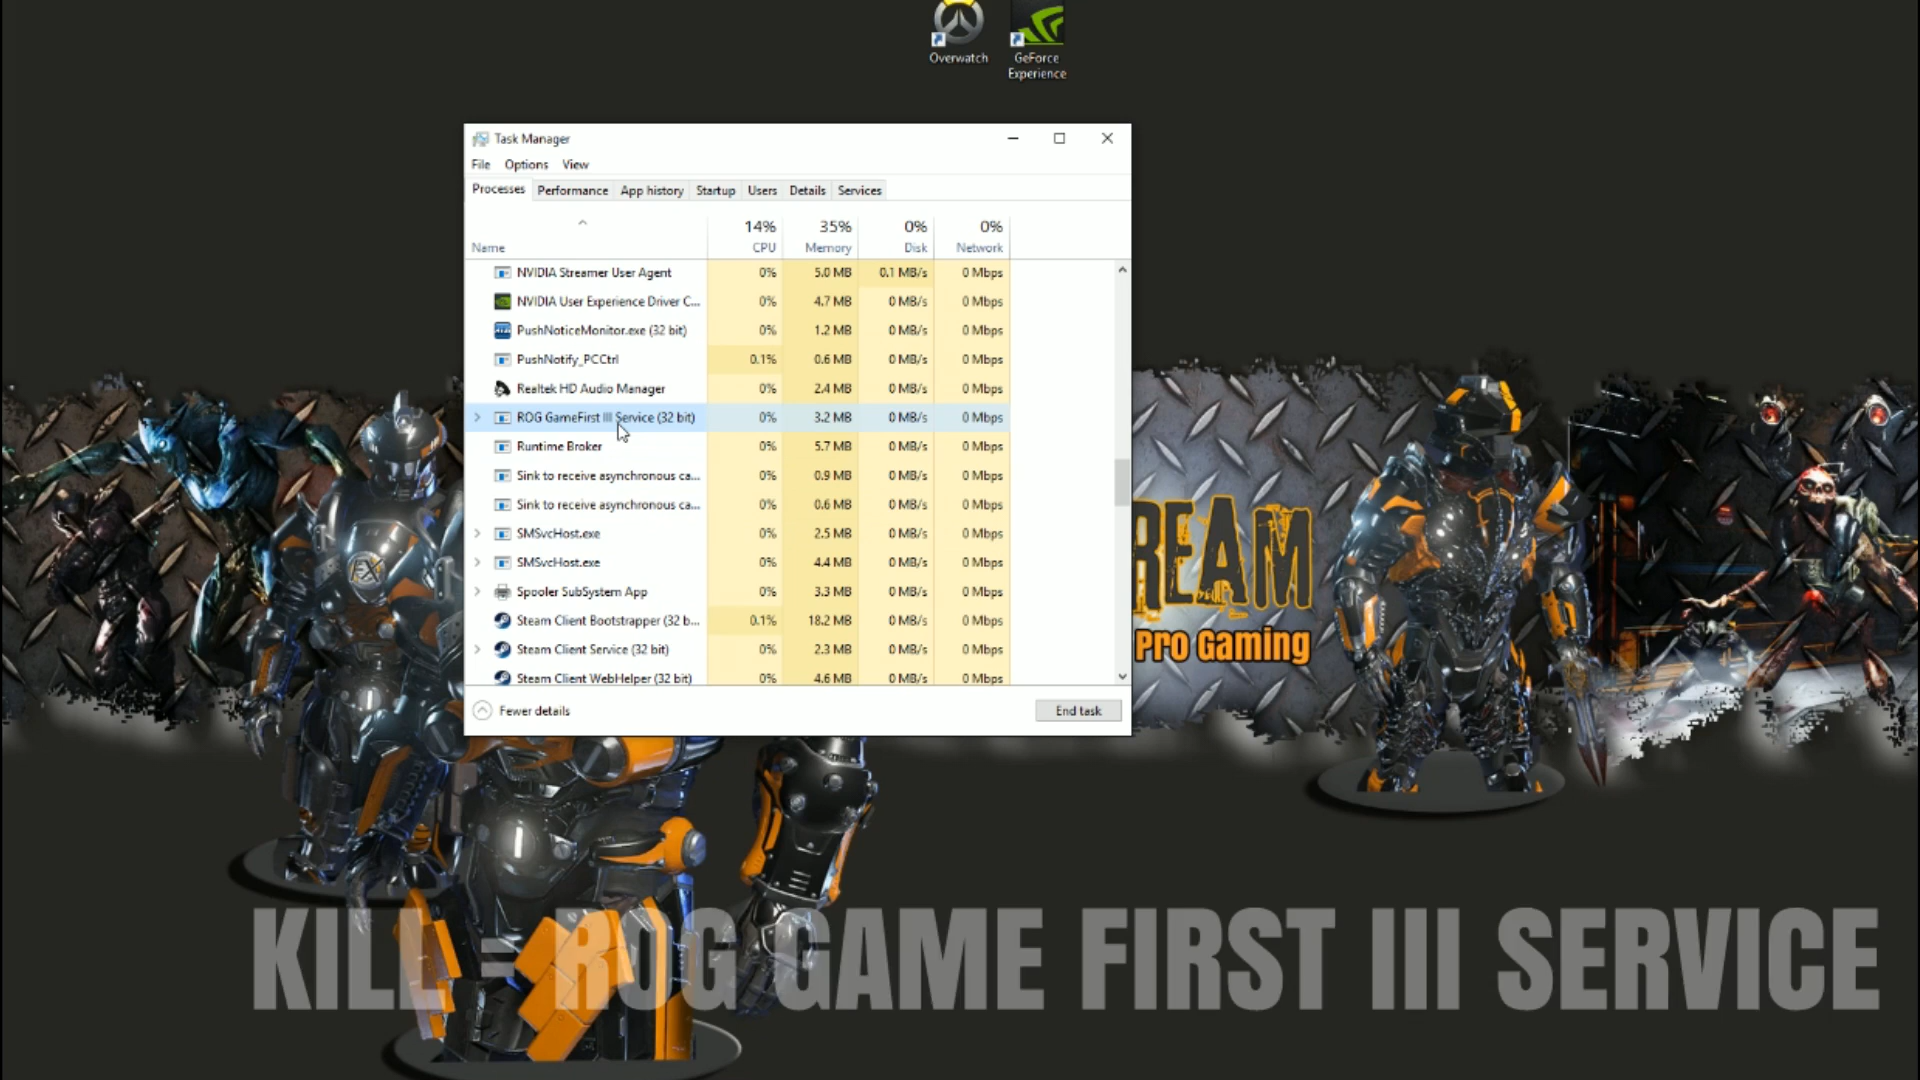 Overwatch
GeForce
Experience
Task Manager
File Options View
Processes Performance App history Startup Users Details Services
14% 35% 0% 0%
Name CPU Memory Disk Network
NVIDIA Streamer User Agent 0% 5.0 MB 0.1 MB/s 0 Mbps
NVIDIA User Experience Driver C... 0% 4.7 MB 0 MB/s 0 Mbps
PushNoticeMonitor.exe (32 bit) 0% 1.2 MB 0 MB/s 0 Mbps
PushNotify_PCCtrl 0.1% 0.6 MB 0 MB/s 0 Mbps
Realtek HD Audio Manager 0% 2.4 MB 0 MB/s 0 Mbps
ROG GameFirst III Service (32 bit) 0% 3.2 MB 0 MB/s 0 Mbps
Runtime Broker 0% 5.7 MB 0 MB/s 0 Mbps
Sink to receive asynchronous ca... 0% 0.9 MB 0 MB/s 0 Mbps
Sink to receive asynchronous ca... 0% 0.6 MB 0 MB/s 0 Mbps
SMSvcHost.exe 0% 2.5 MB 0 MB/s 0 Mbps
SMSvcHost.exe 0% 4.4 MB 0 MB/s 0 Mbps
Spooler SubSystem App 0% 3.3 MB 0 MB/s 0 Mbps
Steam Client Bootstrapper (32 b... 0.1% 18.2 MB 0 MB/s 0 Mbps
Steam Client Service (32 bit) 0% 2.3 MB 0 MB/s 0 Mbps
Steam Client WebHelper (32 bit) 0% 4.6 MB 0 MB/s 0 Mbps
Fewer details End task
REAM
Pro Gaming
KILL = ROG GAME FIRST III SERVICE